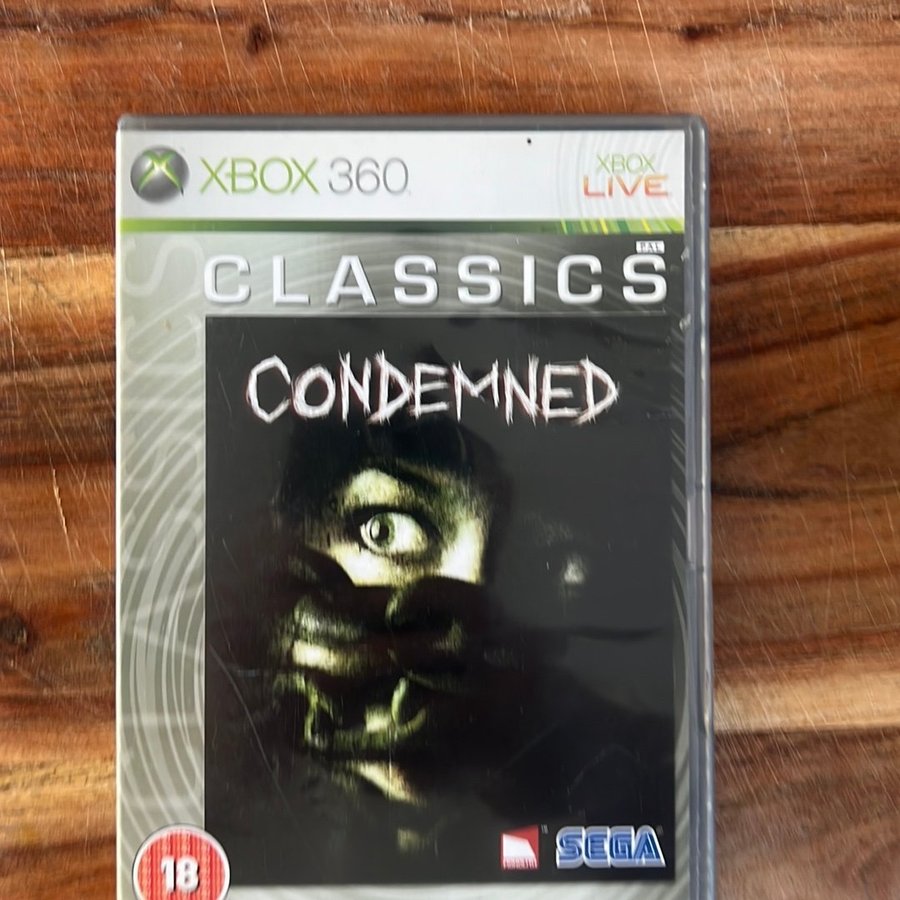 XBOX 360
XBOX
LIVE
PAL
CLASSICS
CONDEMNED
SEGA
18